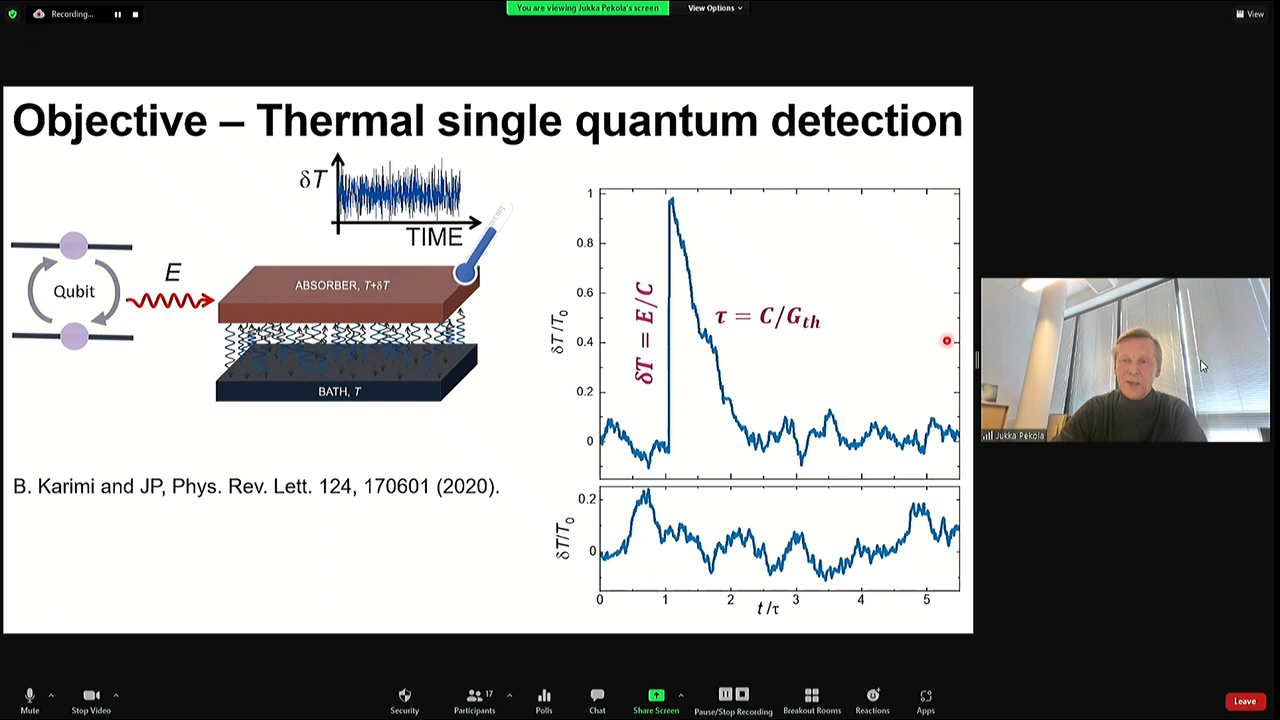 Recording...
You are viewing Jukka Pekola's screen
View Options
View
Objective – Thermal single quantum detection
δT
TIME
Qubit
E
ABSORBER, T+δT
BATH, T
B. Karimi and JP, Phys. Rev. Lett. 124, 170601 (2020).
1
0.8
0.6
0.4
0.2
0
δT/T0
δT = E/C
τ = C/Gth
0.2
0
δT/T0
0 1 2 3 4 5
t/τ
Jukka Pekola
Mute
Stop Video
Security
Participants 17
Polls
Chat
Share Screen
Pause/Stop Recording
Breakout Rooms
Reactions
Apps
Leave